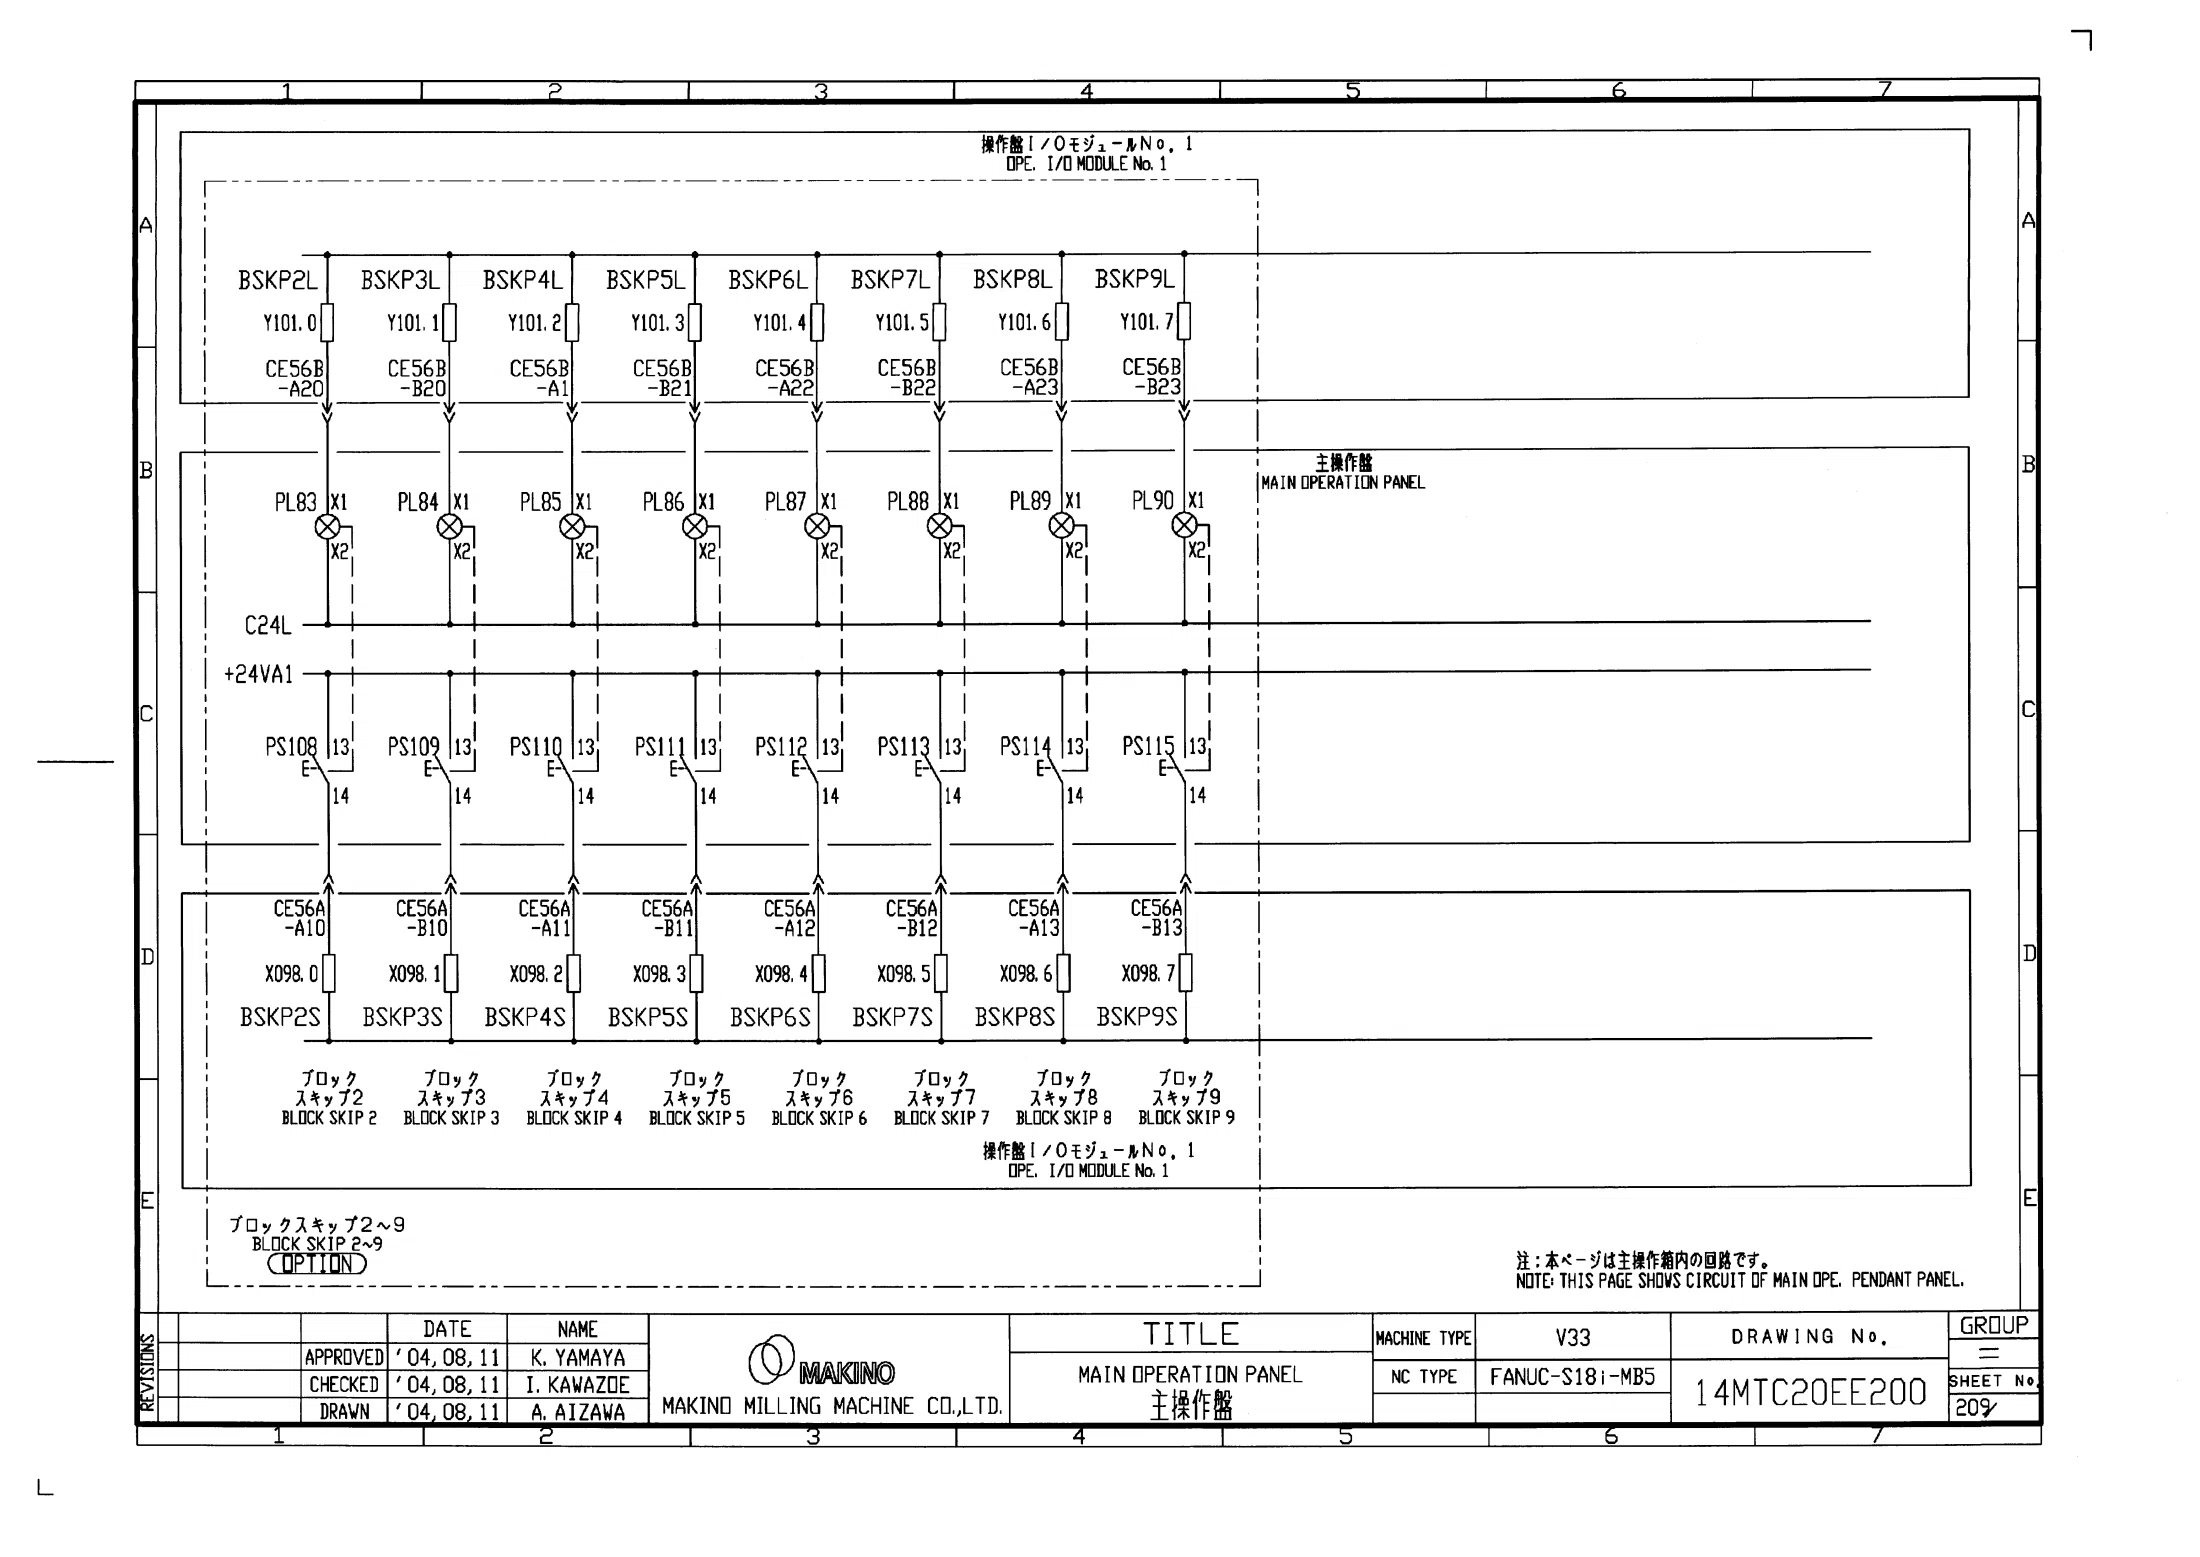 1 2 3 4 5 6 7
操作盤I/OモジュールNo. 1
OPE. I/O MODULE No. 1
A A
BSKP2L BSKP3L BSKP4L BSKP5L BSKP6L BSKP7L BSKP8L BSKP9L
Y101.0 Y101.1 Y101.2 Y101.3 Y101.4 Y101.5 Y101.6 Y101.7
CE56B CE56B CE56B CE56B CE56B CE56B CE56B CE56B
-A20 -B20 -A1 -B21 -A22 -B22 -A23 -B23
B B
主操作盤
MAIN OPERATION PANEL
PL83 X1 PL84 X1 PL85 X1 PL86 X1 PL87 X1 PL88 X1 PL89 X1 PL90 X1
X2 X2 X2 X2 X2 X2 X2 X2
C24L
+24VA1
C C
PS108 13 PS109 13 PS110 13 PS111 13 PS112 13 PS113 13 PS114 13 PS115 13
14 14 14 14 14 14 14 14
CE56A CE56A CE56A CE56A CE56A CE56A CE56A CE56A
-A10 -B10 -A11 -B11 -A12 -B12 -A13 -B13
D D
X098.0 X098.1 X098.2 X098.3 X098.4 X098.5 X098.6 X098.7
BSKP2S BSKP3S BSKP4S BSKP5S BSKP6S BSKP7S BSKP8S BSKP9S
ブロック ブロック ブロック ブロック ブロック ブロック ブロック ブロック
スキップ2 スキップ3 スキップ4 スキップ5 スキップ6 スキップ7 スキップ8 スキップ9
BLOCK SKIP 2 BLOCK SKIP 3 BLOCK SKIP 4 BLOCK SKIP 5 BLOCK SKIP 6 BLOCK SKIP 7 BLOCK SKIP 8 BLOCK SKIP 9
操作盤I/OモジュールNo. 1
OPE. I/O MODULE No. 1
E E
ブロックスキップ2~9
BLOCK SKIP 2~9
OPTION
注:本ページは主操作箱内の回路です。
NOTE: THIS PAGE SHOWS CIRCUIT OF MAIN OPE. PENDANT PANEL.
REVISIONS
DATE NAME
APPROVED '04,08,11 K. YAMAYA
CHECKED '04,08,11 I. KAWAZOE
DRAWN '04,08,11 A. AIZAWA
MAKINO
MAKINO MILLING MACHINE CO.,LTD.
TITLE
MAIN OPERATION PANEL
主操作盤
MACHINE TYPE V33
NC TYPE FANUC-S18i-MB5
DRAWING No.
14MTC20EE200
GROUP
=
SHEET No.
209/
1 2 3 4 5 6 7